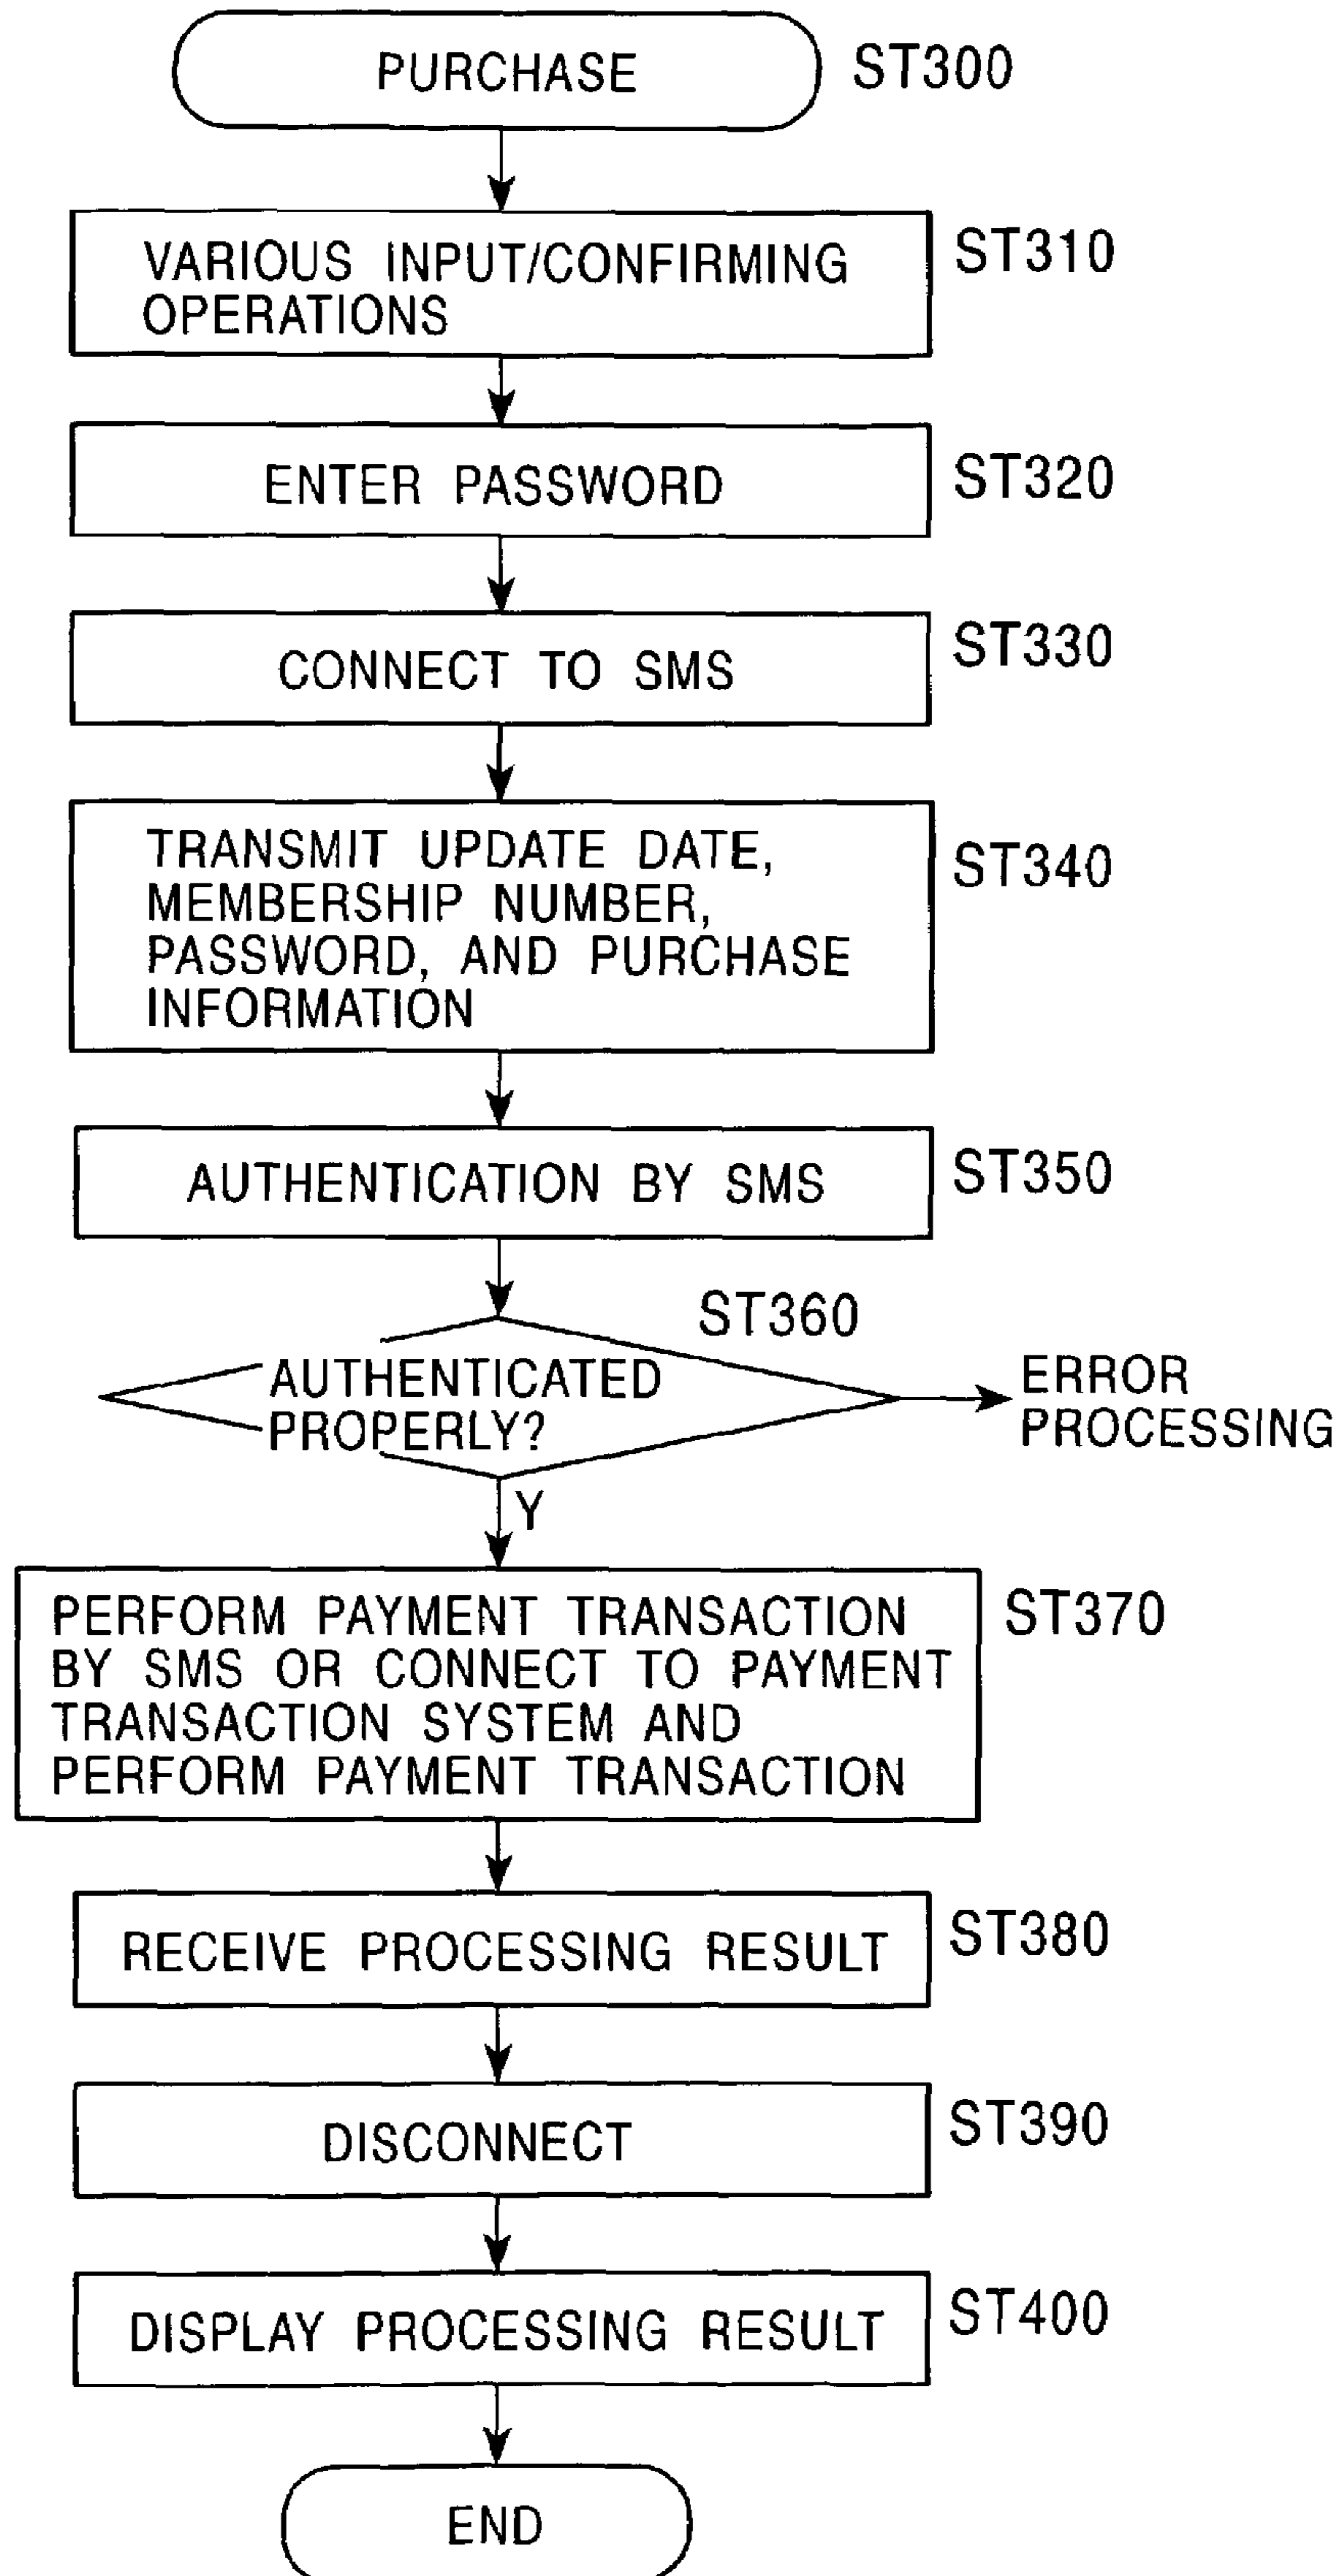 PURCHASE
ST300
VARIOUS INPUT/CONFIRMING
OPERATIONS
ST310
ENTER PASSWORD
ST320
CONNECT TO SMS
ST330
TRANSMIT UPDATE DATE,
MEMBERSHIP NUMBER,
PASSWORD, AND PURCHASE
INFORMATION
ST340
AUTHENTICATION BY SMS
ST350
ST360
AUTHENTICATED
PROPERLY?
ERROR
PROCESSING
Y
PERFORM PAYMENT TRANSACTION
BY SMS OR CONNECT TO PAYMENT
TRANSACTION SYSTEM AND
PERFORM PAYMENT TRANSACTION
ST370
RECEIVE PROCESSING RESULT
ST380
DISCONNECT
ST390
DISPLAY PROCESSING RESULT
ST400
END